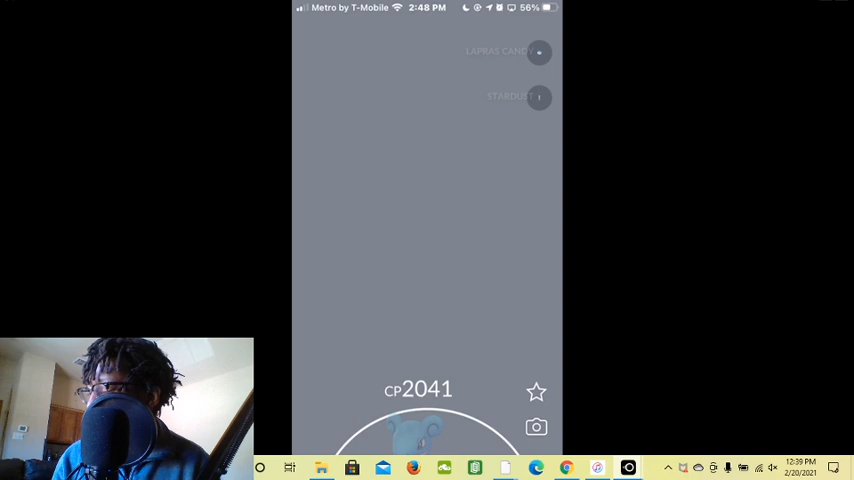 Metro by T-Mobile 2:48 PM 56%
LAPRAS CANDY
STARDUST
CP2041
12:39 PM
2/20/2021